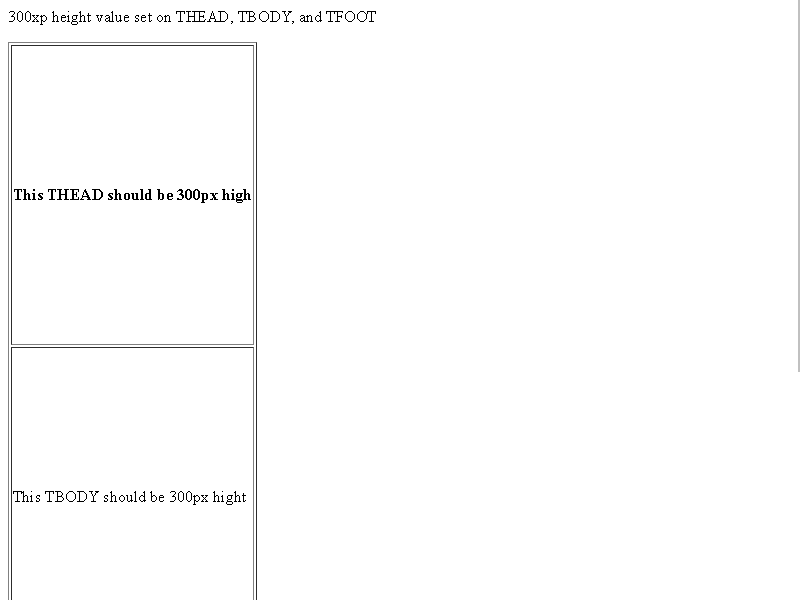 300xp height value set on THEAD, TBODY, and TFOOT
This THEAD should be 300px high
This TBODY should be 300px hight